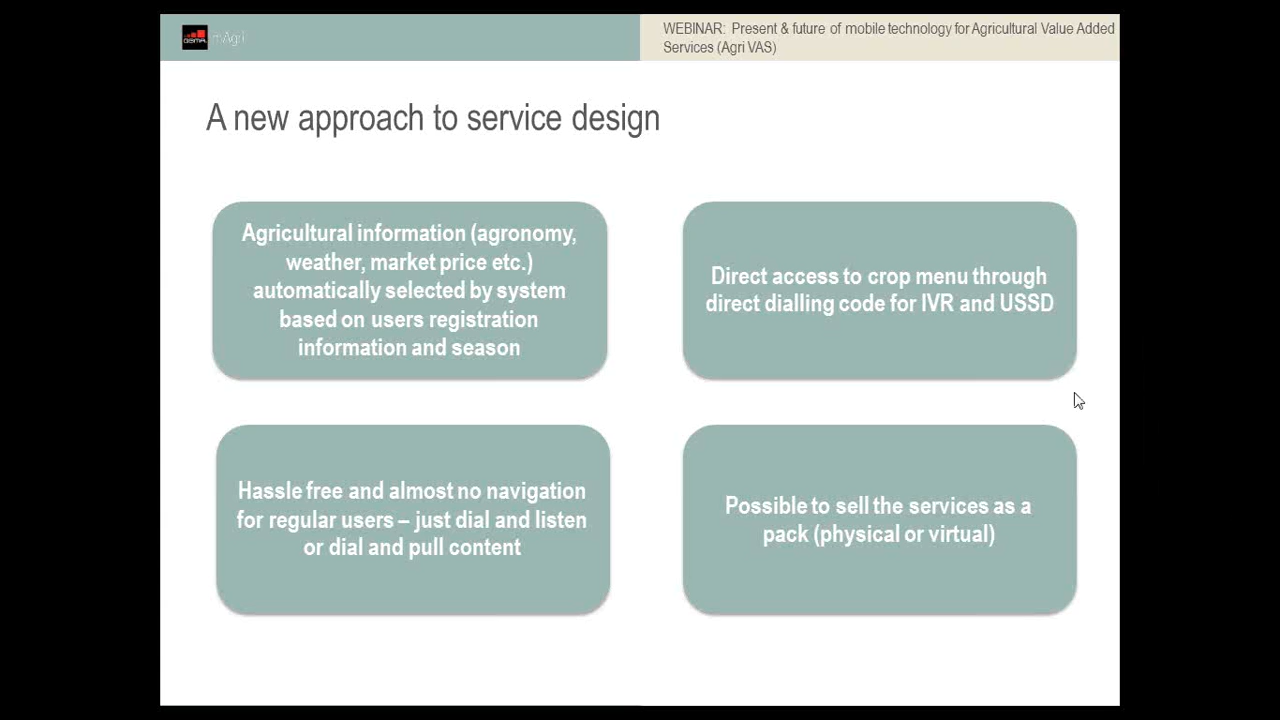 GSMA
mAgri
WEBINAR: Present & future of mobile technology for Agricultural Value Added
Services (Agri VAS)
A new approach to service design
Agricultural information (agronomy,
weather, market price etc.)
automatically selected by system
based on users registration
information and season
Direct access to crop menu through
direct dialling code for IVR and USSD
Hassle free and almost no navigation
for regular users – just dial and listen
or dial and pull content
Possible to sell the services as a
pack (physical or virtual)